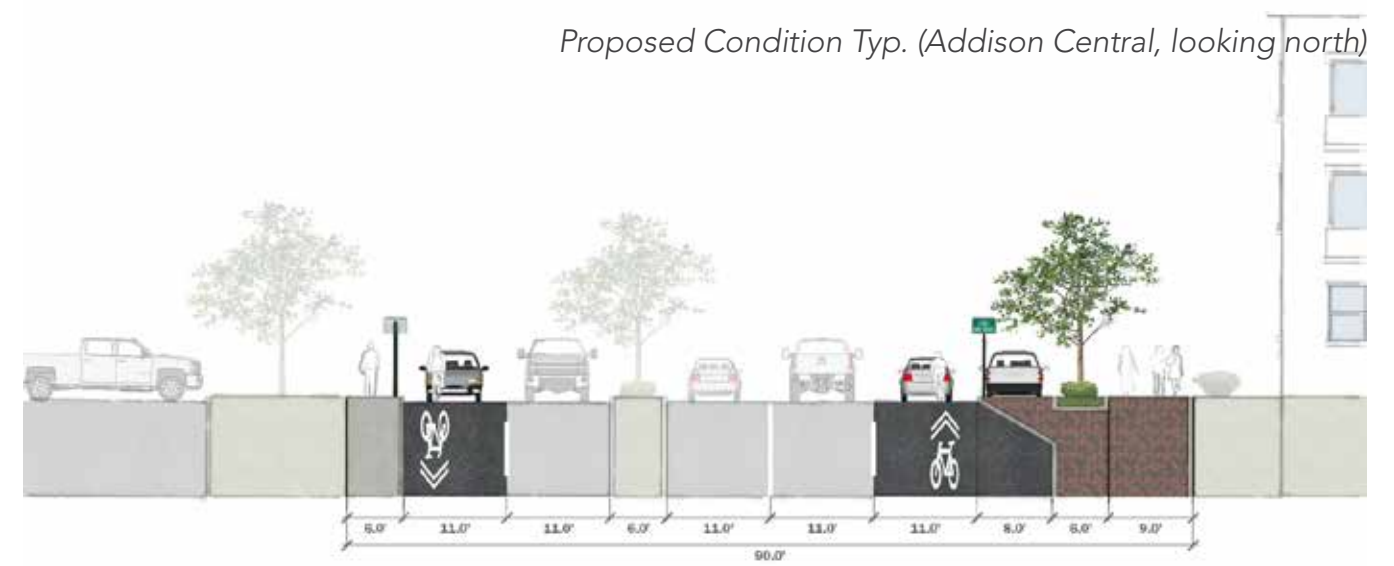 Proposed Condition Typ. (Addison Central, looking north)
6.0' 11.0' 11.0' 6.0' 11.0' 11.0' 11.0' 8.0' 6.0' 9.0'
90.0'